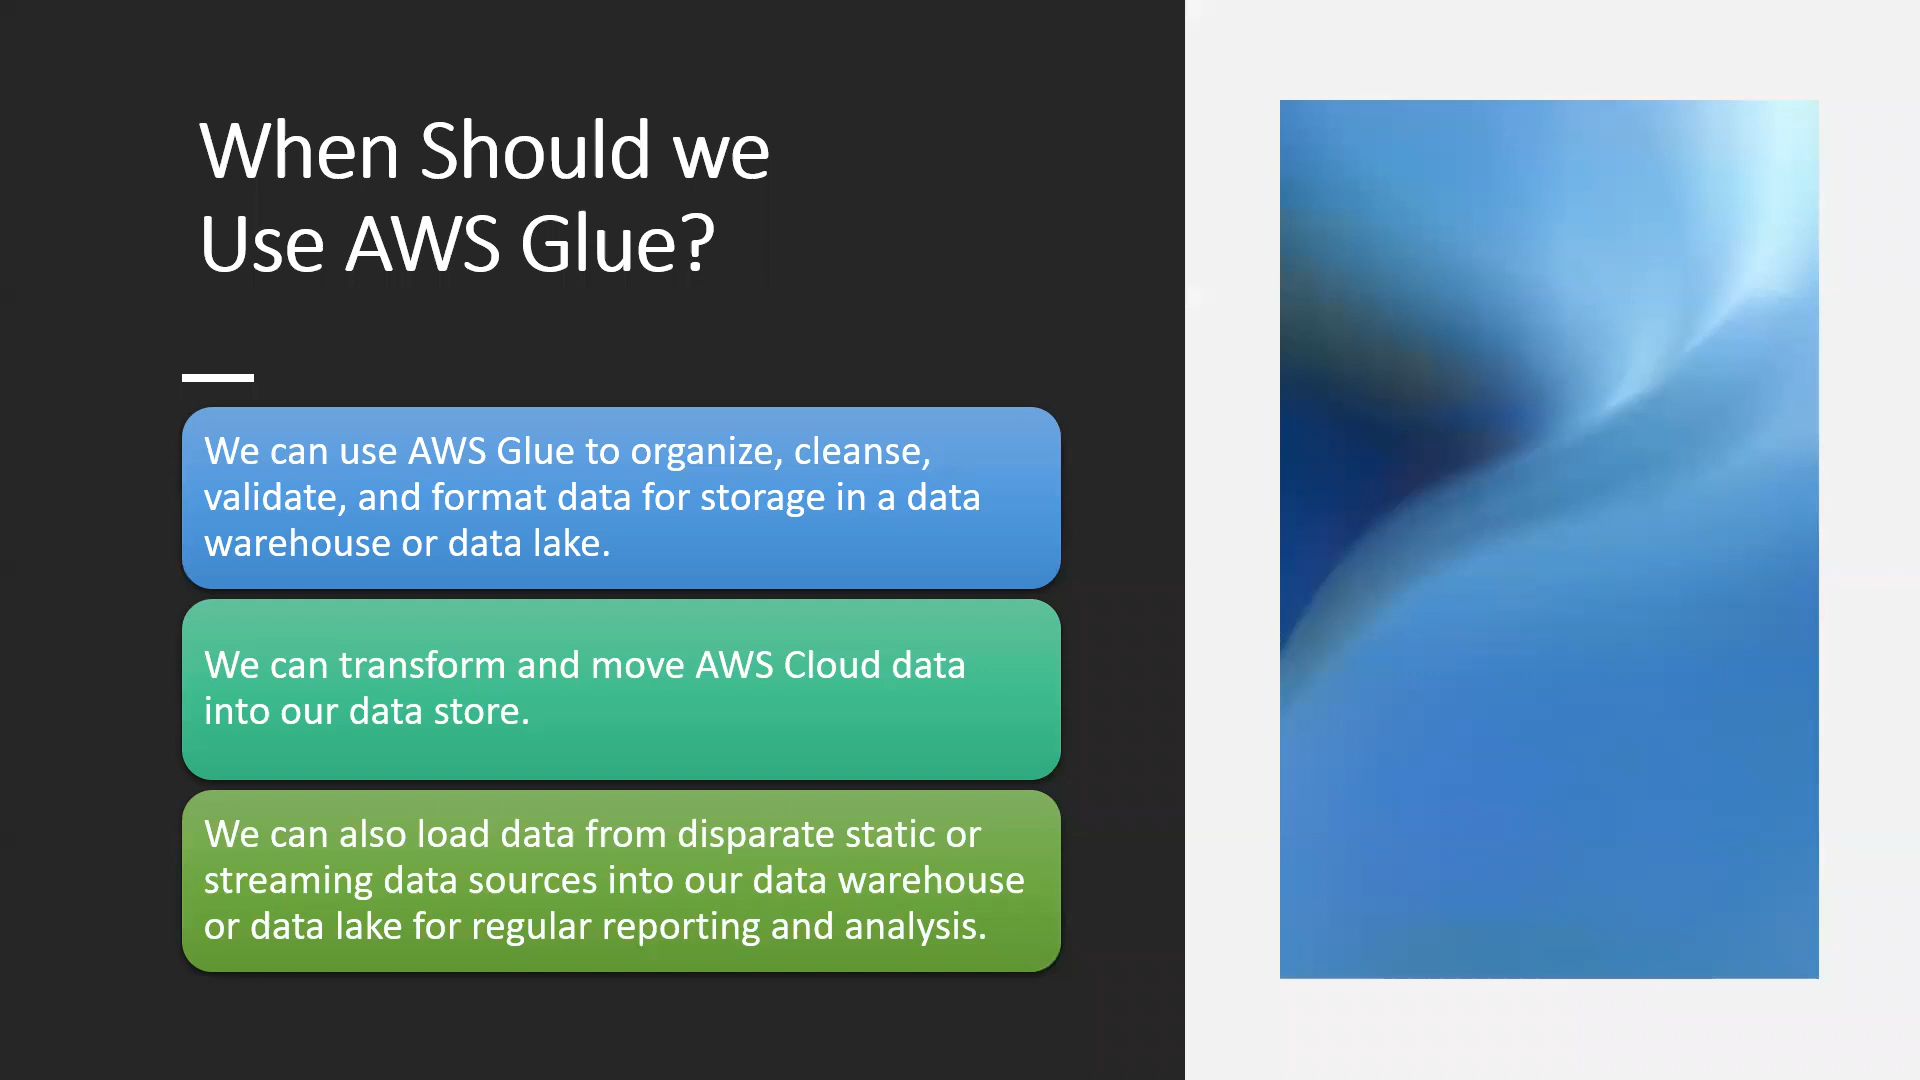 When Should we
Use AWS Glue?
We can use AWS Glue to organize, cleanse,
validate, and format data for storage in a data
warehouse or data lake.
We can transform and move AWS Cloud data
into our data store.
We can also load data from disparate static or
streaming data sources into our data warehouse
or data lake for regular reporting and analysis.